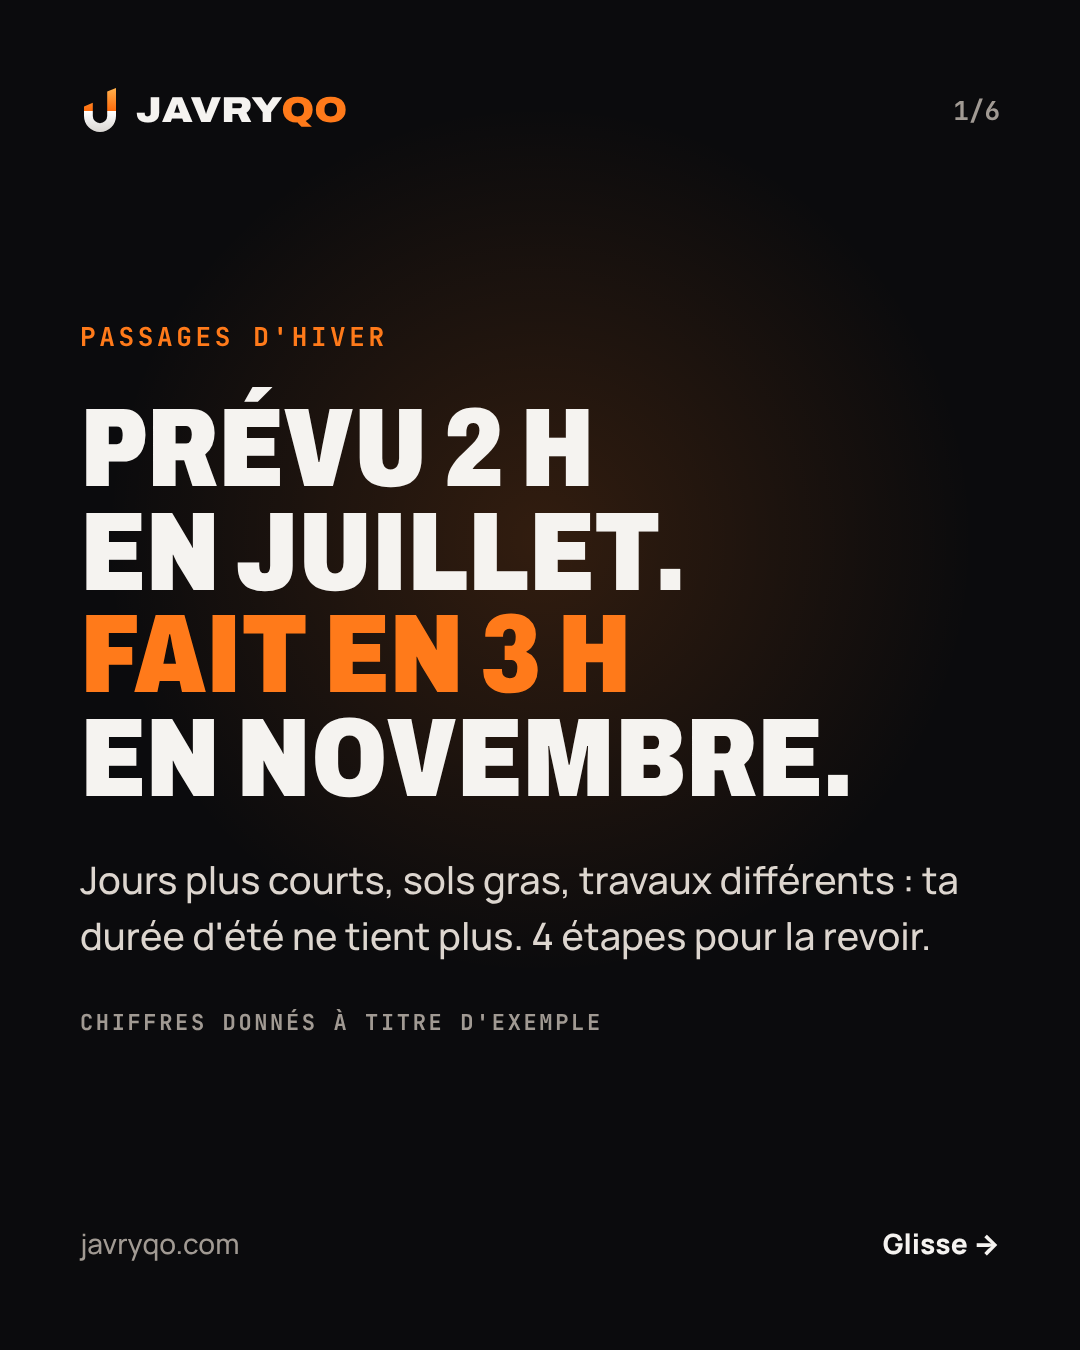 JAVRYQO
1/6
PASSAGES D'HIVER
PRÉVU 2 H
EN JUILLET.
FAIT EN 3 H
EN NOVEMBRE.
Jours plus courts, sols gras, travaux différents : ta
durée d'été ne tient plus. 4 étapes pour la revoir.
CHIFFRES DONNÉS À TITRE D'EXEMPLE
javryqo.com
Glisse →